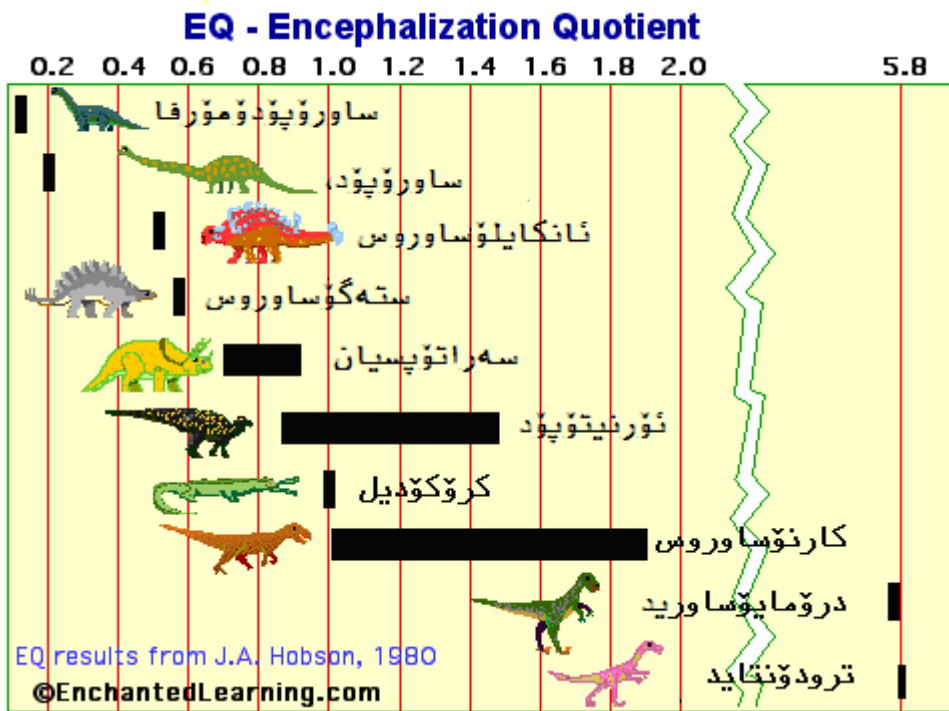 EQ - Encephalization Quotient
0.2 0.4 0.6 0.8 1.0 1.2 1.4 1.6 1.8 2.0 5.8
ساورۆپۆدۆمۆرفا
ساورۆپۆد،
ئانکایلۆساوروس
ستەگۆساوروس
سەراتۆپسیان
ئۆرنیتۆپۆد
کرۆکۆدیل
کارنۆساوروس
درۆمایۆساورید
ترودۆنتاید
EQ results from J.A. Hobson, 1980
©EnchantedLearning.com